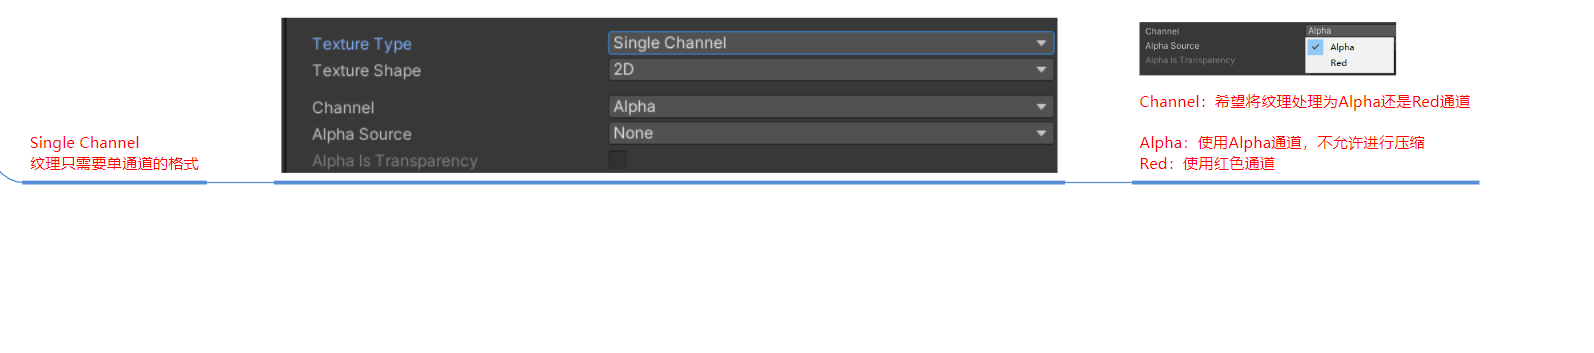 Single Channel
纹理只需要单通道的格式
Texture Type Single Channel
Texture Shape 2D
Channel Alpha
Alpha Source None
Alpha Is Transparency
Channel Alpha
Alpha Source Alpha
Alpha Is Transparency Red
Channel：希望将纹理处理为Alpha还是Red通道
Alpha：使用Alpha通道，不允许进行压缩
Red：使用红色通道